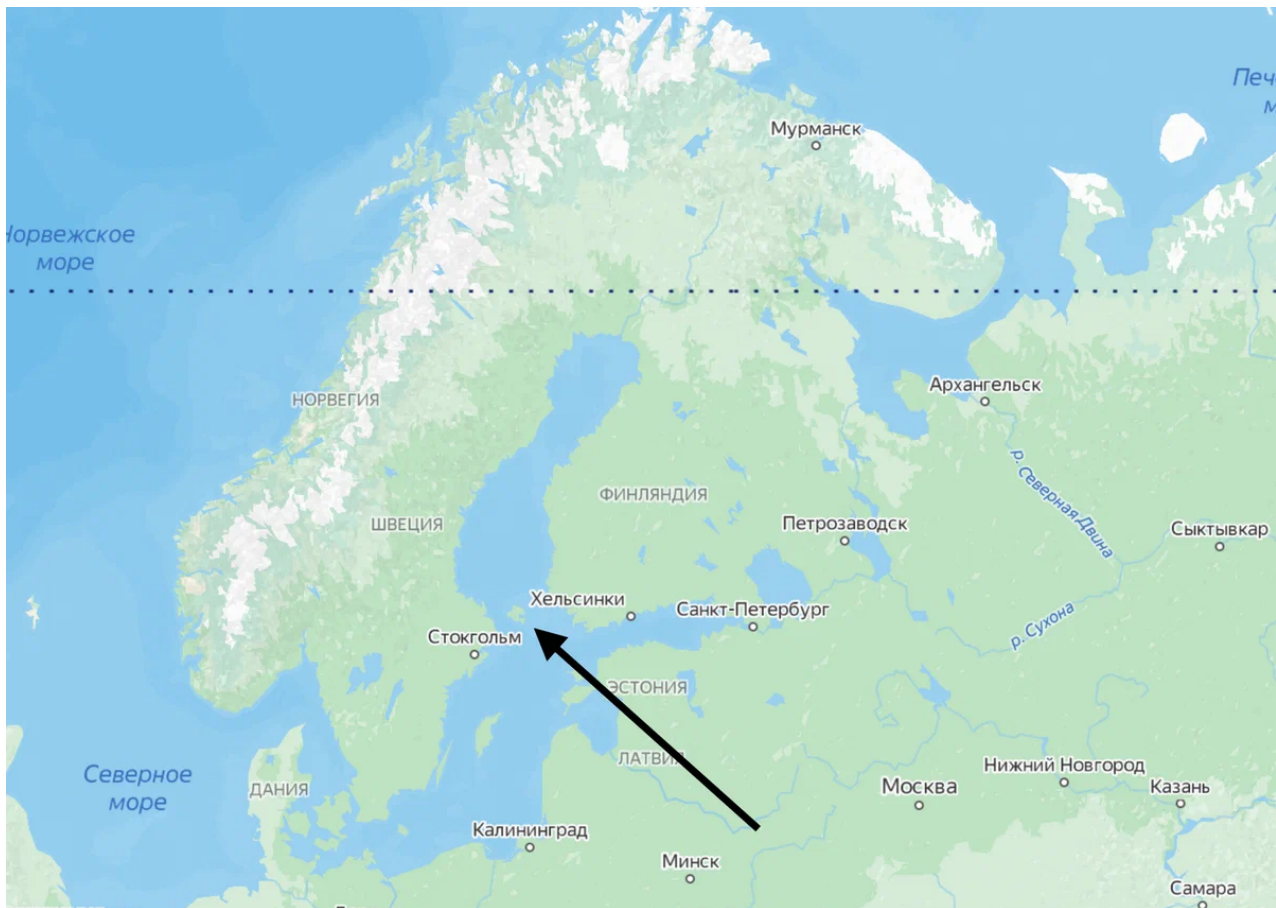 Печ
м
Мурманск
Норвежское
море
НОРВЕГИЯ
Архангельск
р. Северная Двина
ФИНЛЯНДИЯ
ШВЕЦИЯ
Петрозаводск
Сыктывкар
Хельсинки
Санкт-Петербург
р. Сухона
Стокгольм
ЭСТОНИЯ
ЛАТВИЯ
Северное
море
ДАНИЯ
Москва
Нижний Новгород
Казань
Калининград
Минск
Самара